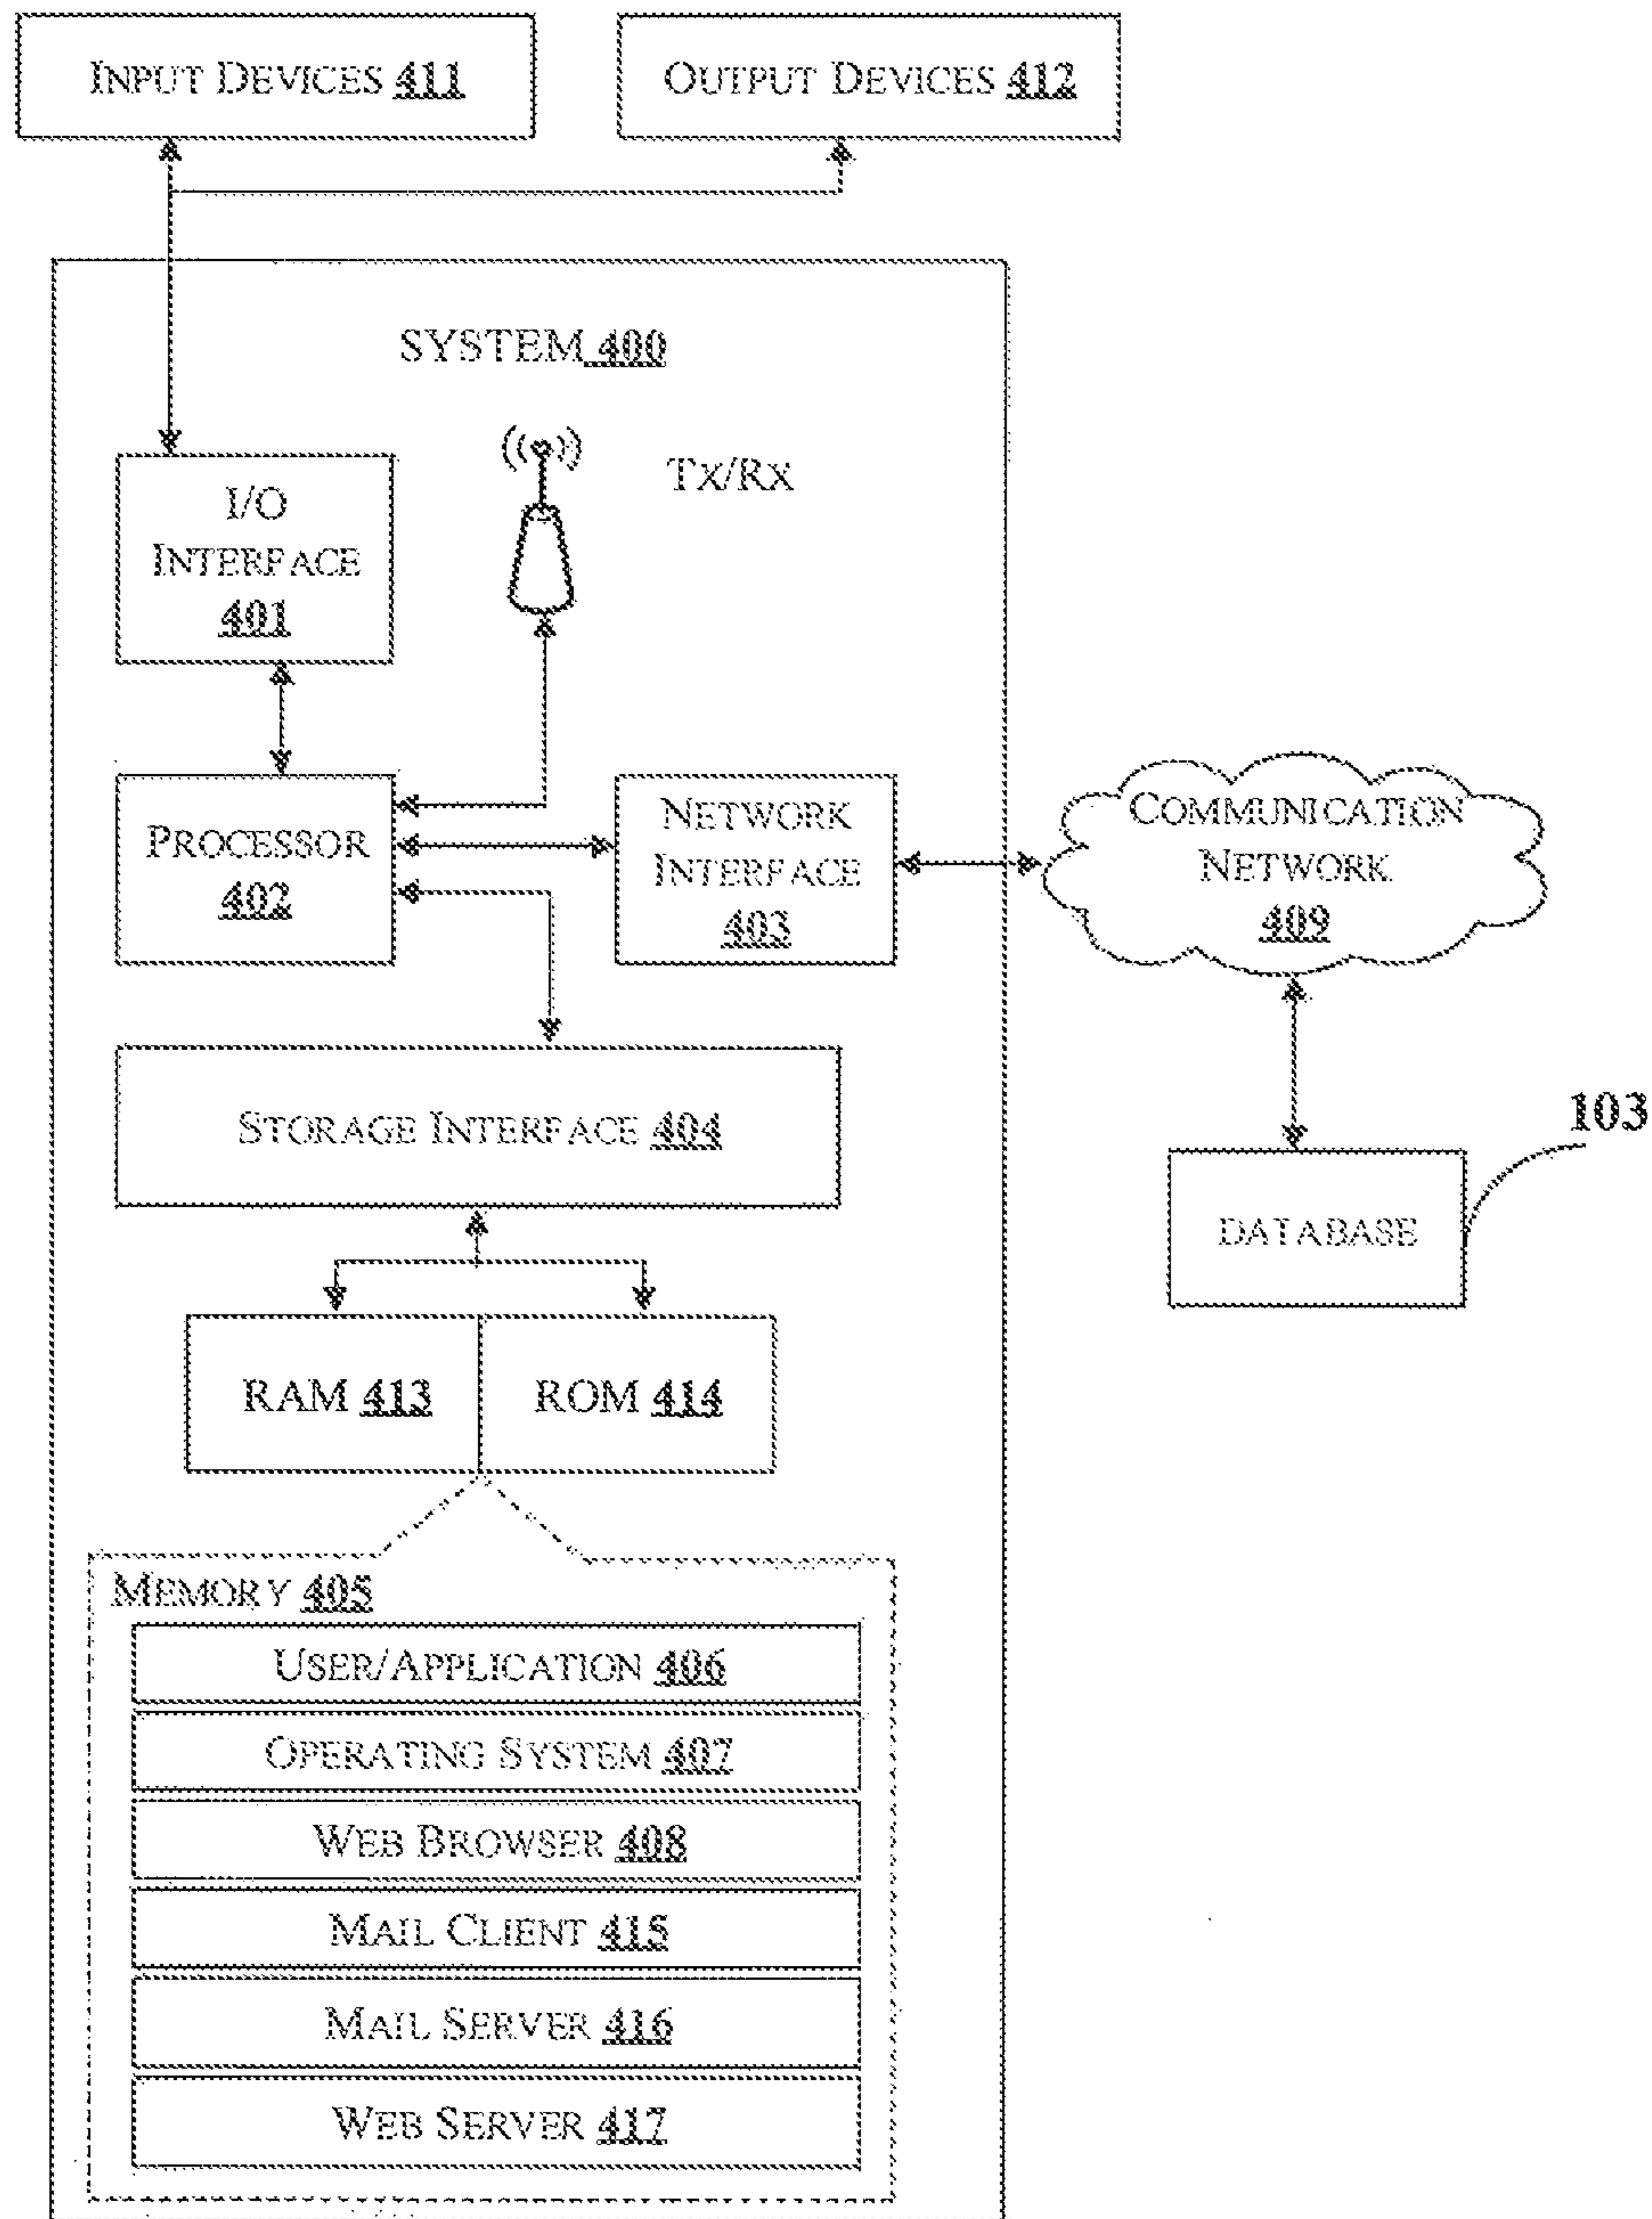 INPUT DEVICES 411
OUTPUT DEVICES 412
SYSTEM 400
I/O
INTERFACE
401
TX/RX
PROCESSOR
402
NETWORK
INTERFACE
403
COMMUNICATION
NETWORK
409
STORAGE INTERFACE 404
103
DATABASE
RAM 413
ROM 414
MEMORY 405
USER/APPLICATION 406
OPERATING SYSTEM 407
WEB BROWSER 408
MAIL CLIENT 415
MAIL SERVER 416
WEB SERVER 417